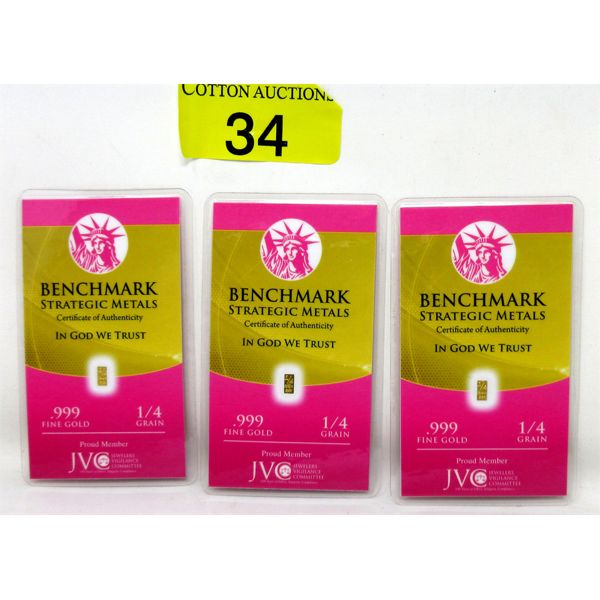 COTTON AUCTIONS
34
BENCHMARK
STRATEGIC METALS
Certificate of Authenticity
IN GOD WE TRUST
.999
FINE GOLD
1/4
GRAIN
Proud Member
JVC
JEWELERS
VIGILANCE
COMMITTEE
BENCHMARK
STRATEGIC METALS
Certificate of Authenticity
IN GOD WE TRUST
.999
FINE GOLD
1/4
GRAIN
Proud Member
JVC
JEWELERS
VIGILANCE
COMMITTEE
BENCHMARK
STRATEGIC METALS
Certificate of Authenticity
IN GOD WE TRUST
.999
FINE GOLD
1/4
GRAIN
Proud Member
JVC
JEWELERS
VIGILANCE
COMMITTEE